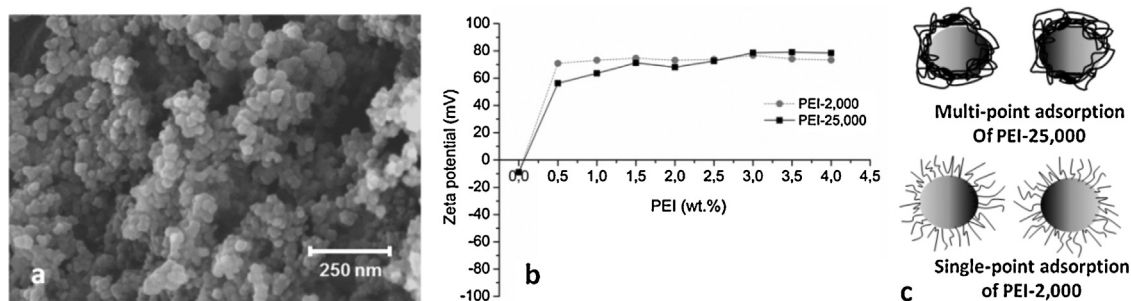 250 nm
a
Zeta potential (mV)
100
80
60
40
20
0
-20
-40
-60
-80
-100
0,0 0,5 1,0 1,5 2,0 2,5 3,0 3,5 4,0 4,5
PEI (wt.%)
PEI-2,000
PEI-25,000
b
Multi-point adsorption
Of PEI-25,000
Single-point adsorption
of PEI-2,000
c